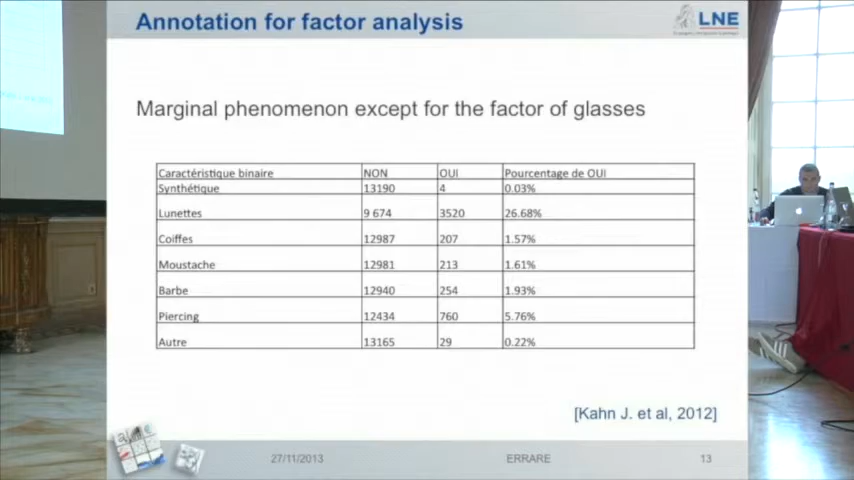 Annotation for factor analysis
LNE
Marginal phenomenon except for the factor of glasses
Caractéristique binaire NON OUI Pourcentage de OUI
Synthétique 13190 4 0.03%
Lunettes 9 674 3520 26.68%
Coiffes 12987 207 1.57%
Moustache 12981 213 1.61%
Barbe 12940 254 1.93%
Piercing 12434 760 5.76%
Autre 13165 29 0.22%
[Kahn J. et al, 2012]
27/11/2013 ERRARE 13